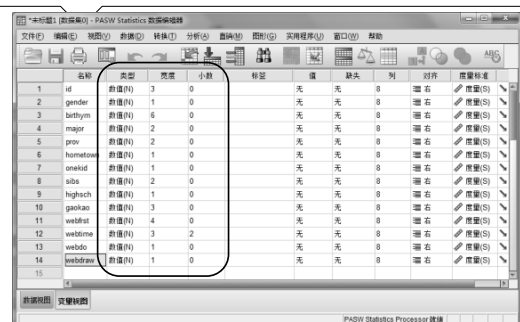 *未标题1 [数据集0] - PASW Statistics 数据编辑器
文件(F) 编辑(E) 视图(V) 数据(D) 转换(T) 分析(A) 直销(M) 图形(G) 实用程序(U) 窗口(W) 帮助
名称 类型 宽度 小数 标签 值 缺失 列 对齐 度量标准
1 id 数值(N) 3 0 无 无 8 右 度量(S)
2 gender 数值(N) 1 0 无 无 8 右 度量(S)
3 birthym 数值(N) 6 0 无 无 8 右 度量(S)
4 major 数值(N) 2 0 无 无 8 右 度量(S)
5 prov 数值(N) 2 0 无 无 8 右 度量(S)
6 hometown 数值(N) 1 0 无 无 8 右 度量(S)
7 onekid 数值(N) 1 0 无 无 8 右 度量(S)
8 sibs 数值(N) 2 0 无 无 8 右 度量(S)
9 highsch 数值(N) 1 0 无 无 8 右 度量(S)
10 gaokao 数值(N) 3 0 无 无 8 右 度量(S)
11 webfrst 数值(N) 4 0 无 无 8 右 度量(S)
12 webtime 数值(N) 3 2 无 无 8 右 度量(S)
13 webdo 数值(N) 1 0 无 无 8 右 度量(S)
14 webdraw 数值(N) 1 0 无 无 8 右 度量(S)
15
数据视图 变量视图
PASW Statistics Processor 就绪